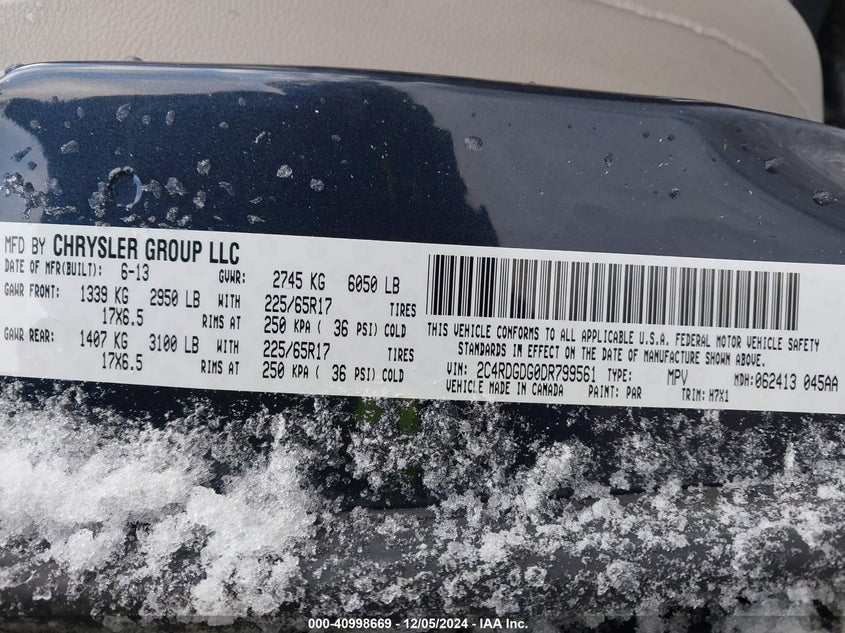 MFD BY CHRYSLER GROUP LLC
DATE OF MFR(BUILT): 6-13 GVWR: 2745 KG 6050 LB
GAWR FRONT: 1339 KG 2950 LB WITH 225/65R17 TIRES
17X6.5 RIMS AT 250 KPA ( 36 PSI) COLD
GAWR REAR: 1407 KG 3100 LB WITH 225/65R17 TIRES
17X6.5 RIMS AT 250 KPA ( 36 PSI) COLD
THIS VEHICLE CONFORMS TO ALL APPLICABLE U.S.A. FEDERAL MOTOR VEHICLE SAFETY
STANDARDS IN EFFECT ON THE DATE OF MANUFACTURE SHOWN ABOVE.
VIN: 2C4RDGDG0DR799561 TYPE: MPV MDH: 062413 045AA
VEHICLE MADE IN CANADA PAINT: PAR TRIM: H7X1
000-40998669 - 12/05/2024 - IAA Inc.